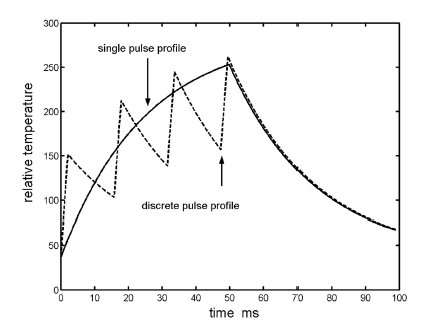 300
250
200
150
100
50
0
relative temperature
single pulse profile
discrete pulse profile
0 10 20 30 40 50 60 70 80 90 100
time ms